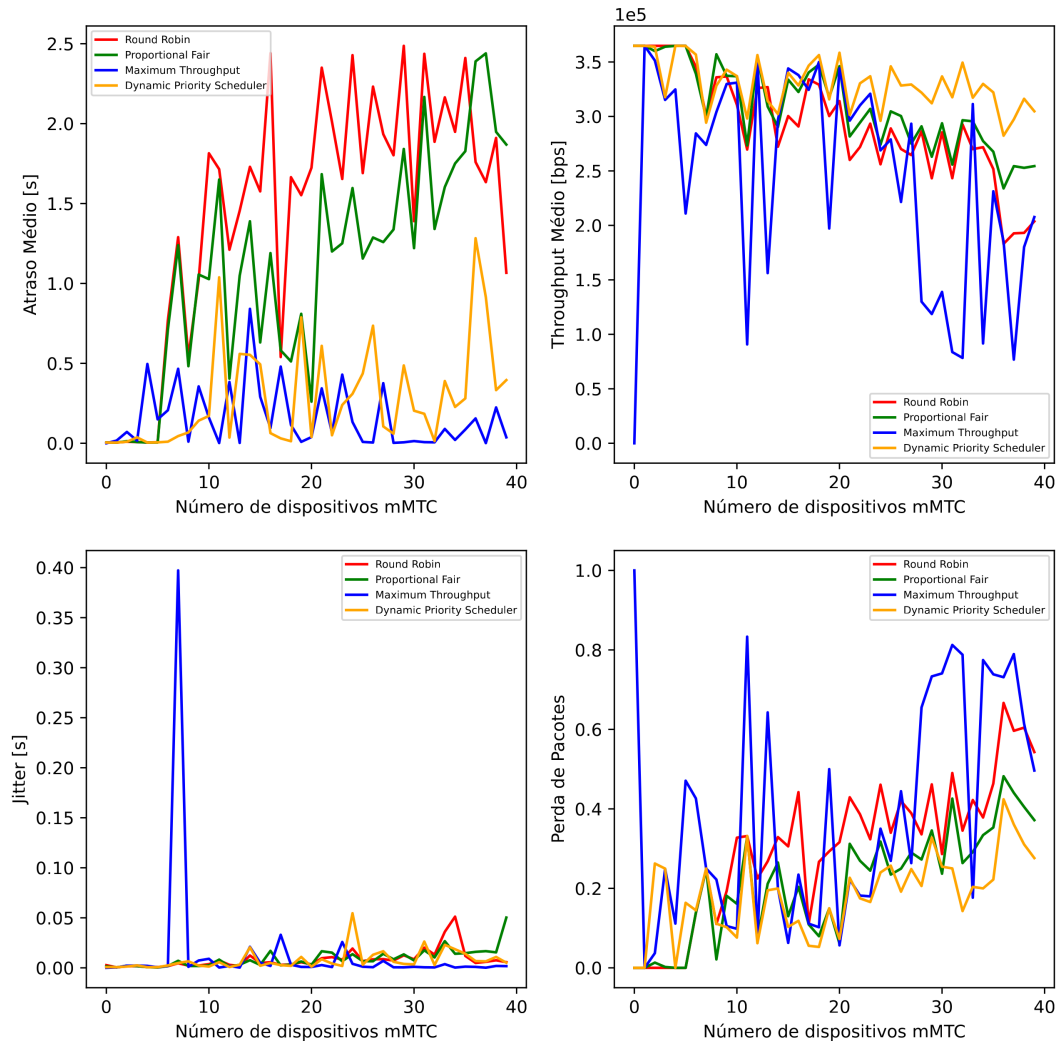 Round Robin
Proportional Fair
Maximum Throughput
Dynamic Priority Scheduler
2.5
2.0
1.5
1.0
0.5
0.0
Atraso Médio [s]
0 10 20 30 40
Número de dispositivos mMTC
1e5
3.5
3.0
2.5
2.0
1.5
1.0
0.5
0.0
Throughput Médio [bps]
Round Robin
Proportional Fair
Maximum Throughput
Dynamic Priority Scheduler
0 10 20 30 40
Número de dispositivos mMTC
Round Robin
Proportional Fair
Maximum Throughput
Dynamic Priority Scheduler
0.40
0.35
0.30
0.25
0.20
0.15
0.10
0.05
0.00
Jitter [s]
0 10 20 30 40
Número de dispositivos mMTC
Round Robin
Proportional Fair
Maximum Throughput
Dynamic Priority Scheduler
1.0
0.8
0.6
0.4
0.2
0.0
Perda de Pacotes
0 10 20 30 40
Número de dispositivos mMTC